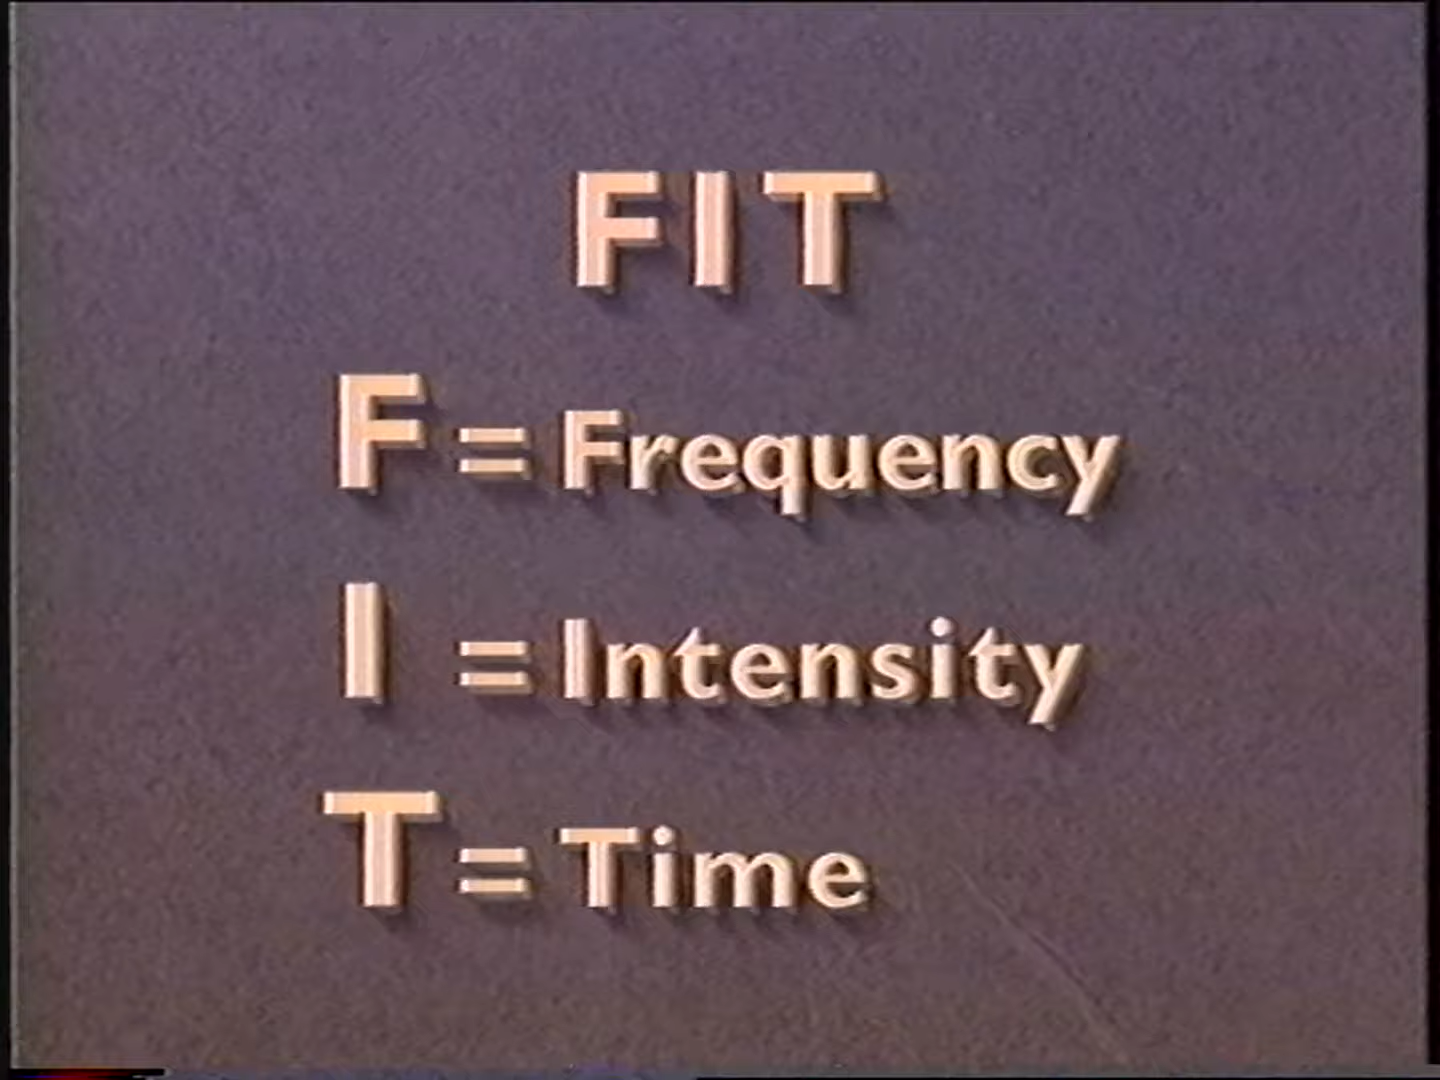 FIT
F = Frequency
I = Intensity
T = Time